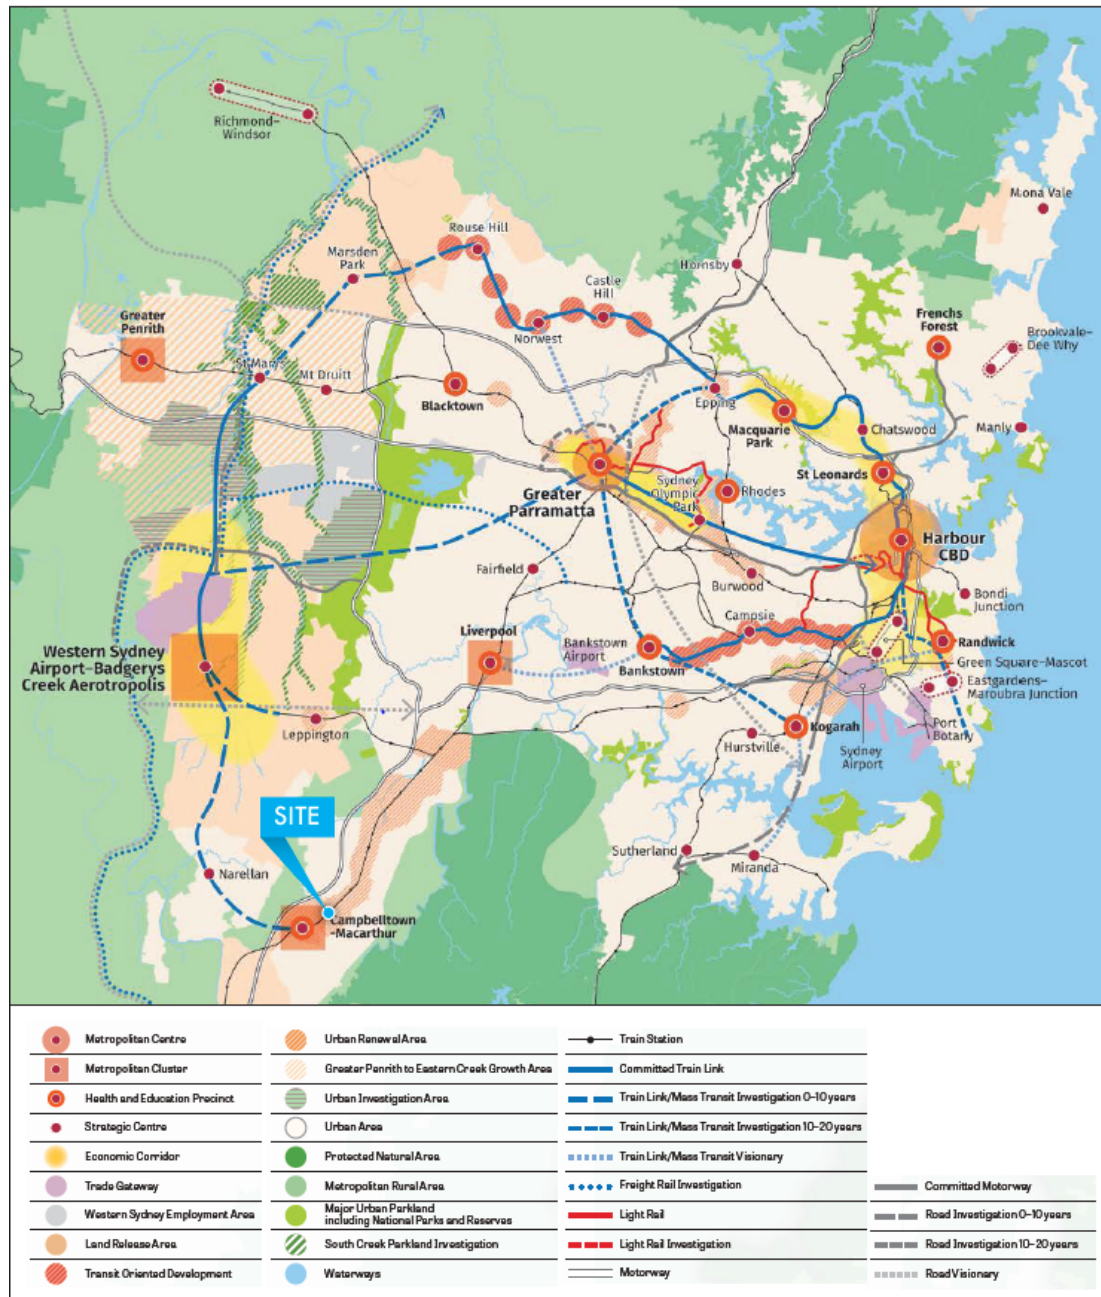 Richmond–
Windsor
Mona Vale
Rouse Hill
Marsden
Park
Hornsby
Castle
Hill
Greater
Penrith
Frenchs
Forest
Norwest
Brookvale–
Dee Why
St Marys
Mt Druitt
Blacktown
Epping
Macquarie
Park
Chatswood
Manly
St Leonards
Greater
Parramatta
Sydney
Olympic
Park
Rhodes
Harbour
CBD
Fairfield
Burwood
Bondi
Junction
Liverpool
Campsie
Bankstown
Airport
Bankstown
Randwick
Western Sydney
Airport–Badgerys
Creek Aerotropolis
Green Square–Mascot
Eastgardens–
Maroubra Junction
Leppington
Kogarah
Port
Botany
Hurstville
Sydney
Airport
SITE
Sutherland
Miranda
Narellan
Campbelltown
-Macarthur
Metropolitan Centre
Metropolitan Cluster
Health and Education Precinct
Strategic Centre
Economic Corridor
Trade Gateway
Western Sydney Employment Area
Land Release Area
Transit Oriented Development
Urban Renewal Area
Greater Penrith to Eastern Creek Growth Area
Urban Investigation Area
Urban Area
Protected Natural Area
Metropolitan Rural Area
Major Urban Parkland
including National Parks and Reserves
South Creek Parkland Investigation
Waterways
Train Station
Committed Train Link
Train Link/Mass Transit Investigation 0–10 years
Train Link/Mass Transit Investigation 10–20 years
Train Link/Mass Transit Visionary
Freight Rail Investigation
Light Rail
Light Rail Investigation
Motorway
Committed Motorway
Road Investigation 0–10 years
Road Investigation 10–20 years
Road Visionary